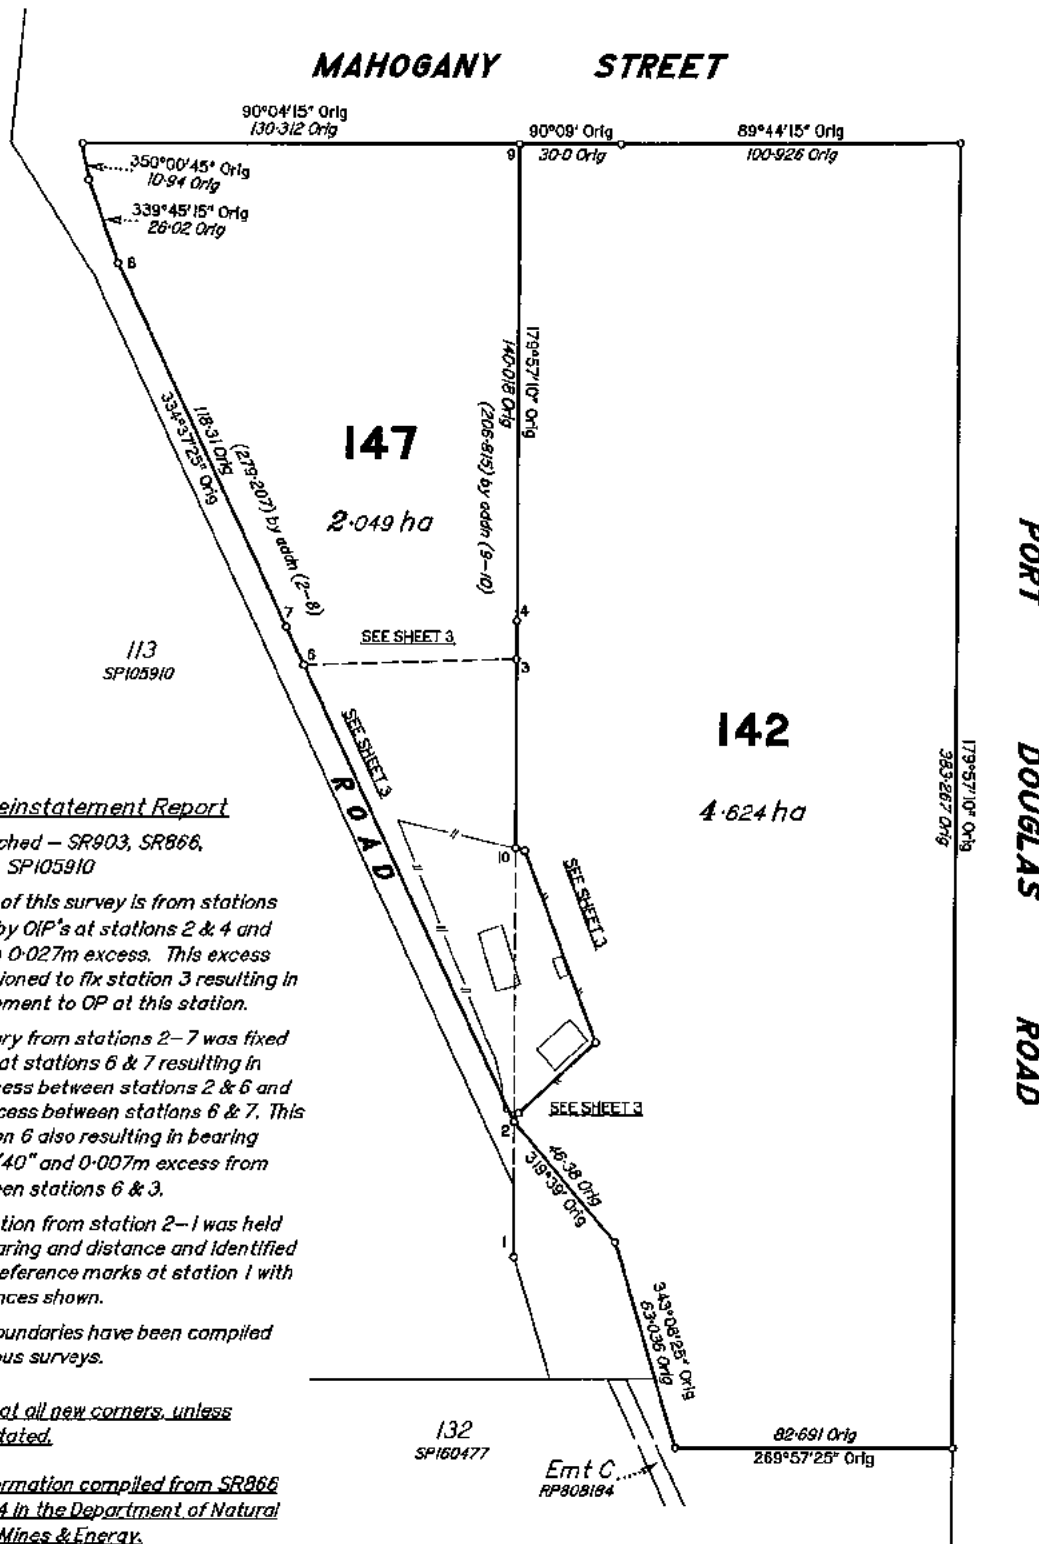 MAHOGANY STREET
90°04'15" Orig
130·312 Orig
90°09' Orig
30·0 Orig
89°44'15" Orig
100·926 Orig
9
350°00'45" Orig
10·94 Orig
339°45'15" Orig
26·02 Orig
8
179°57'10" Orig
140·018 Orig
(206·815) by addn (9-10)
118·31 Orig
334°37'25" Orig
(279·207) by addn (2-8)
147
2·049 ha
7
4
SEE SHEET 3
6
3
113
SP105910
SEE SHEET 3
ROAD
142
4·624 ha
179°57'10" Orig
383·267 Orig
PORT DOUGLAS ROAD
10
SEE SHEET 3
SEE SHEET 3
2
46·38 Orig
319°39' Orig
1
343°08'25" Orig
63·036 Orig
132
SP160477
Emt C
RP808184
82·691 Orig
269°57'25" Orig
einstatement Report
ched – SR903, SR866,
SP105910
of this survey is from stations
by OIP's at stations 2 & 4 and
0·027m excess. This excess
ioned to fix station 3 resulting in
ement to OP at this station.
ry from stations 2–7 was fixed
at stations 6 & 7 resulting in
cess between stations 2 & 6 and
cess between stations 6 & 7. This
on 6 also resulting in bearing
'40" and 0·007m excess from
een stations 6 & 3.
tion from station 2–1 was held
aring and distance and identified
eference marks at station 1 with
nces shown.
oundaries have been compiled
ous surveys.
at all new corners, unless
tated.
ormation compiled from SR866
4 in the Department of Natural
Mines & Energy.